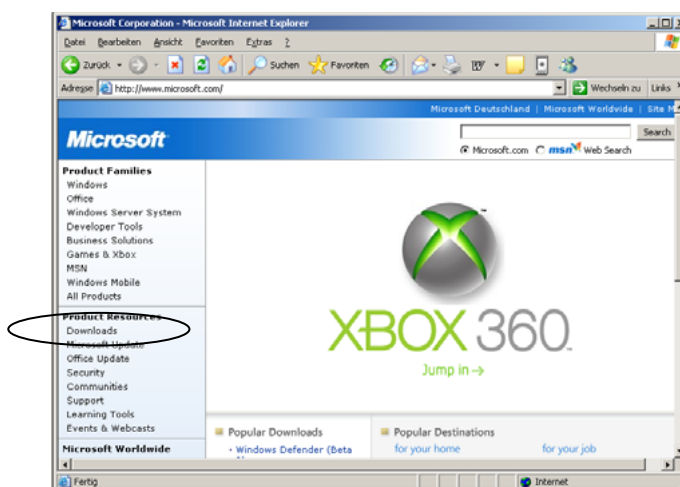 Microsoft Corporation - Microsoft Internet Explorer
Datei Bearbeiten Ansicht Favoriten Extras ?
Zurück Suchen Favoriten
Adresse http://www.microsoft.com/ Wechseln zu Links
Microsoft Deutschland | Microsoft Worldwide | Site M
Microsoft
Search
Microsoft.com msn Web Search
Product Families
Windows
Office
Windows Server System
Developer Tools
Business Solutions
Games & Xbox
MSN
Windows Mobile
All Products
Product Resources
Downloads
Microsoft Update
Office Update
Security
Communities
Support
Learning Tools
Events & Webcasts
Microsoft Worldwide
XBOX 360
Jump in
Popular Downloads
Windows Defender (Beta
Popular Destinations
for your home for your job
Fertig Internet